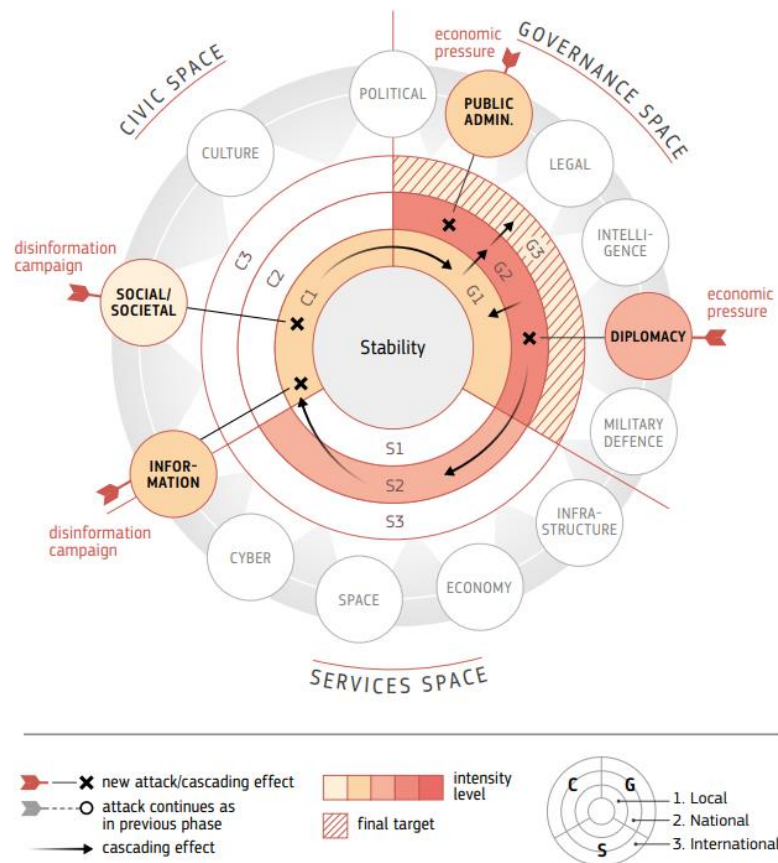 economic
pressure
GOVERNANCE SPACE
CIVIC SPACE
POLITICAL
PUBLIC
ADMIN.
CULTURE
LEGAL
INTELLI-
GENCE
disinformation
campaign
SOCIAL/
SOCIETAL
C3
C2
C1
G1
G2
G3
economic
pressure
DIPLOMACY
Stability
MILITARY
DEFENCE
INFOR-
MATION
S1
S2
S3
disinformation
campaign
INFRA-
STRUCTURE
CYBER
SPACE
ECONOMY
SERVICES SPACE
new attack/cascading effect
attack continues as
in previous phase
cascading effect
intensity
level
final target
C
G
S
1. Local
2. National
3. International